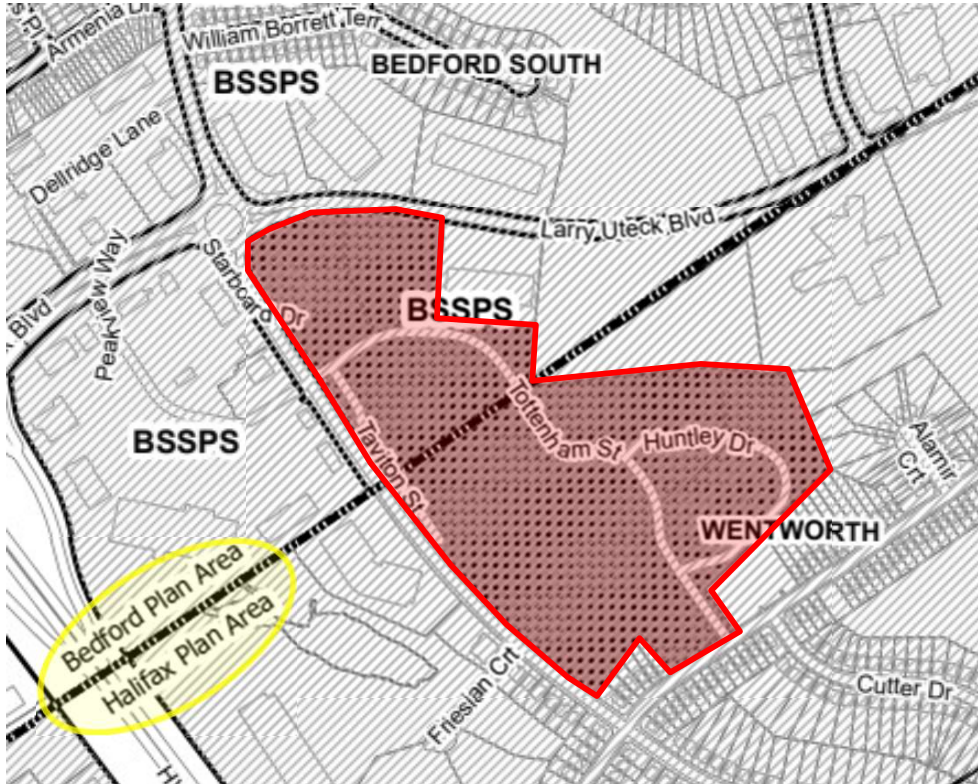 Armenia Dr
William Borrett Terr
BEDFORD SOUTH
BSSPS
Dellridge Lane
Larry Uteck Blvd
Starboard Dr
Peakview Way
Blvd
BSSPS
BSSPS
Tottenham St
Huntley Dr
Alamir
Crt
Tavilon St
WENTWORTH
Bedford Plan Area
Halifax Plan Area
Friesian Crt
Cutter Dr